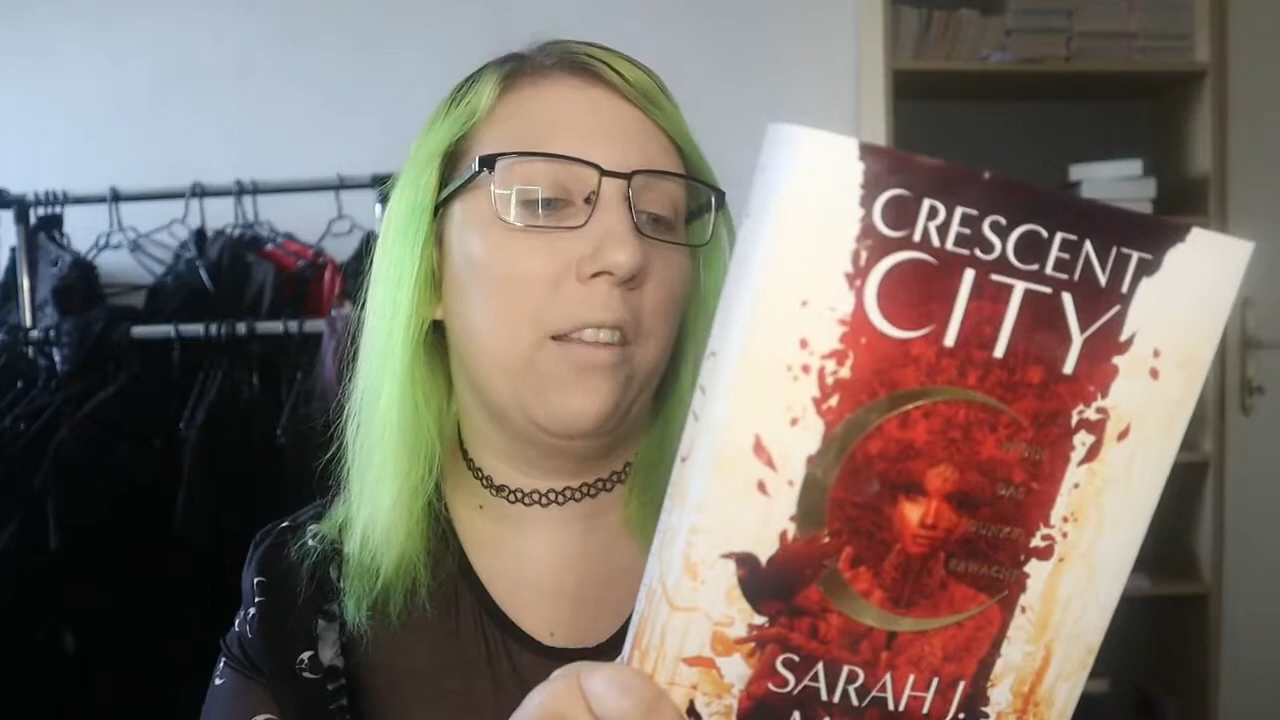 CRESCENT
CITY
WENN
DAS
DUNKEL
ERWACHT
SARAH J.